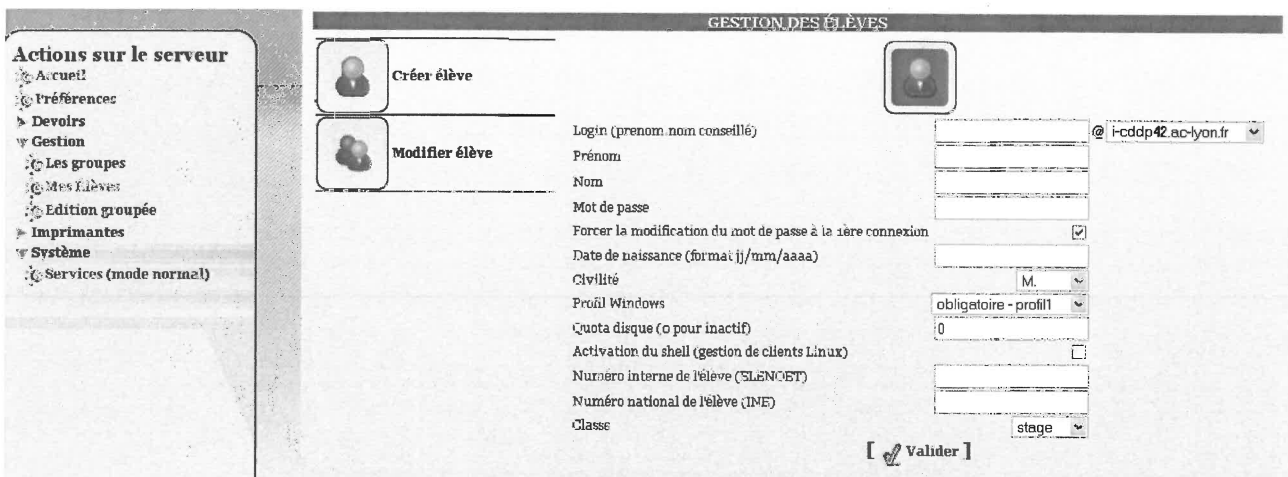 GESTION DES ÉLÈVES
Actions sur le serveur
Accueil
Préférences
Devoirs
Gestion
Les groupes
Mes Élèves
Edition groupée
Imprimantes
Système
Services (mode normal)
Créer élève
Modifier élève
Login (prenom.nom conseillé) @ i-cddp42.ac-lyon.fr
Prénom
Nom
Mot de passe
Forcer la modification du mot de passe à la 1ère connexion
Date de naissance (format jj/mm/aaaa)
Civilité M.
Profil Windows obligatoire - profil1
Quota disque (0 pour inactif) 0
Activation du shell (gestion de clients Linux)
Numéro interne de l'élève (ELENOET)
Numéro national de l'élève (INE)
Classe stage
[ Valider ]